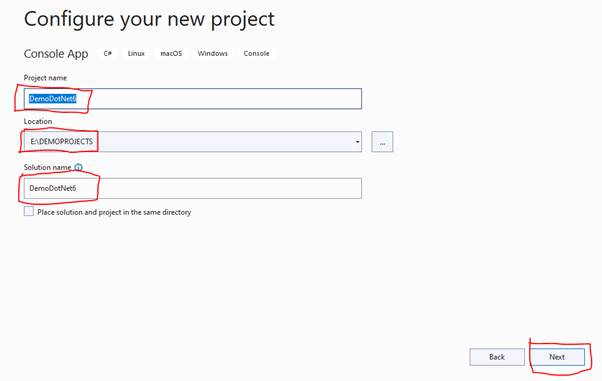 Configure your new project
Console App C# Linux macOS Windows Console
Project name
DemoDotNet6
Location
E:\DEMOPROJECTS
...
Solution name
DemoDotNet6
Place solution and project in the same directory
Back Next